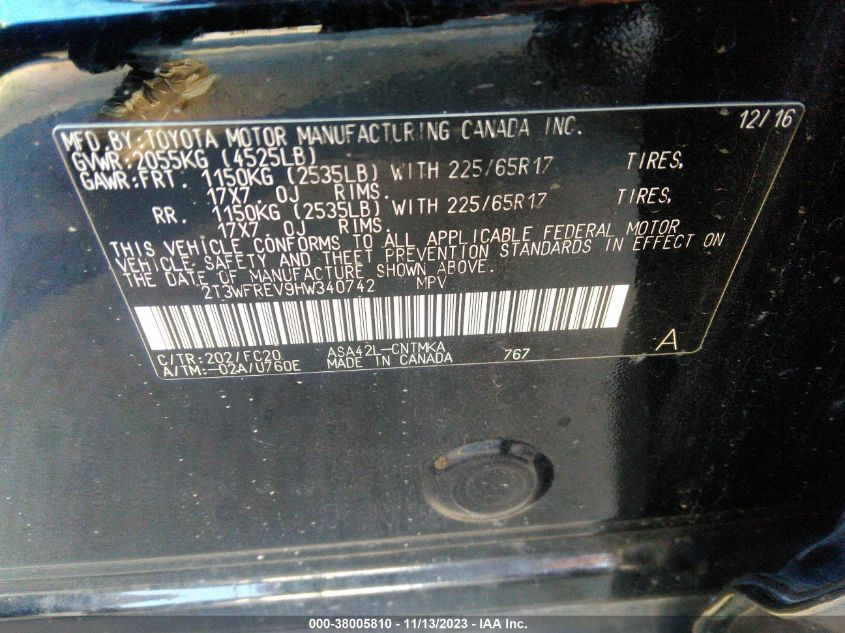 MFD. BY: TOYOTA MOTOR MANUFACTURING CANADA INC. 12/16
GVWR: 2055KG (4525LB)
GAWR: FRT. 1150KG (2535LB) WITH 225/65R17 TIRES,
17X7.0J RIMS.
RR. 1150KG (2535LB) WITH 225/65R17 TIRES,
17X7.0J RIMS.
THIS VEHICLE CONFORMS TO ALL APPLICABLE FEDERAL MOTOR
VEHICLE, SAFETY AND THEFT PREVENTION STANDARDS IN EFFECT ON
THE DATE OF MANUFACTURE SHOWN ABOVE.
2T3WFREV9HW340742 MPV
C/TR: 202/FC20 ASA42L-CNTMKA 767 A
A/TM: -02A/U760E MADE IN CANADA
000-38005810 - 11/13/2023 - IAA Inc.